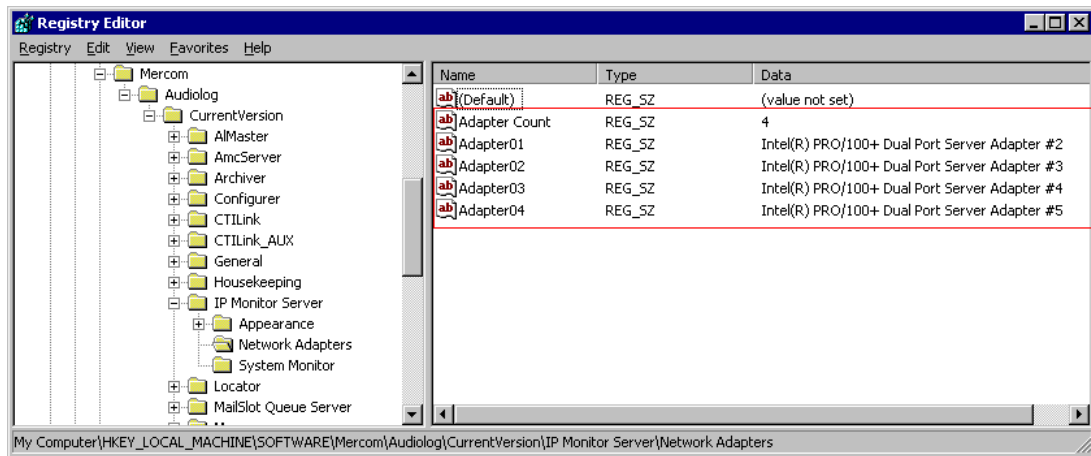 Registry Editor
Registry Edit View Favorites Help
Mercom
Audiolog
CurrentVersion
AlMaster
AmcServer
Archiver
Configurer
CTILink
CTILink_AUX
General
Housekeeping
IP Monitor Server
Appearance
Network Adapters
System Monitor
Locator
MailSlot Queue Server
Name Type Data
(Default) REG_SZ (value not set)
Adapter Count REG_SZ 4
Adapter01 REG_SZ Intel(R) PRO/100+ Dual Port Server Adapter #2
Adapter02 REG_SZ Intel(R) PRO/100+ Dual Port Server Adapter #3
Adapter03 REG_SZ Intel(R) PRO/100+ Dual Port Server Adapter #4
Adapter04 REG_SZ Intel(R) PRO/100+ Dual Port Server Adapter #5
My Computer\HKEY_LOCAL_MACHINE\SOFTWARE\Mercom\Audiolog\CurrentVersion\IP Monitor Server\Network Adapters